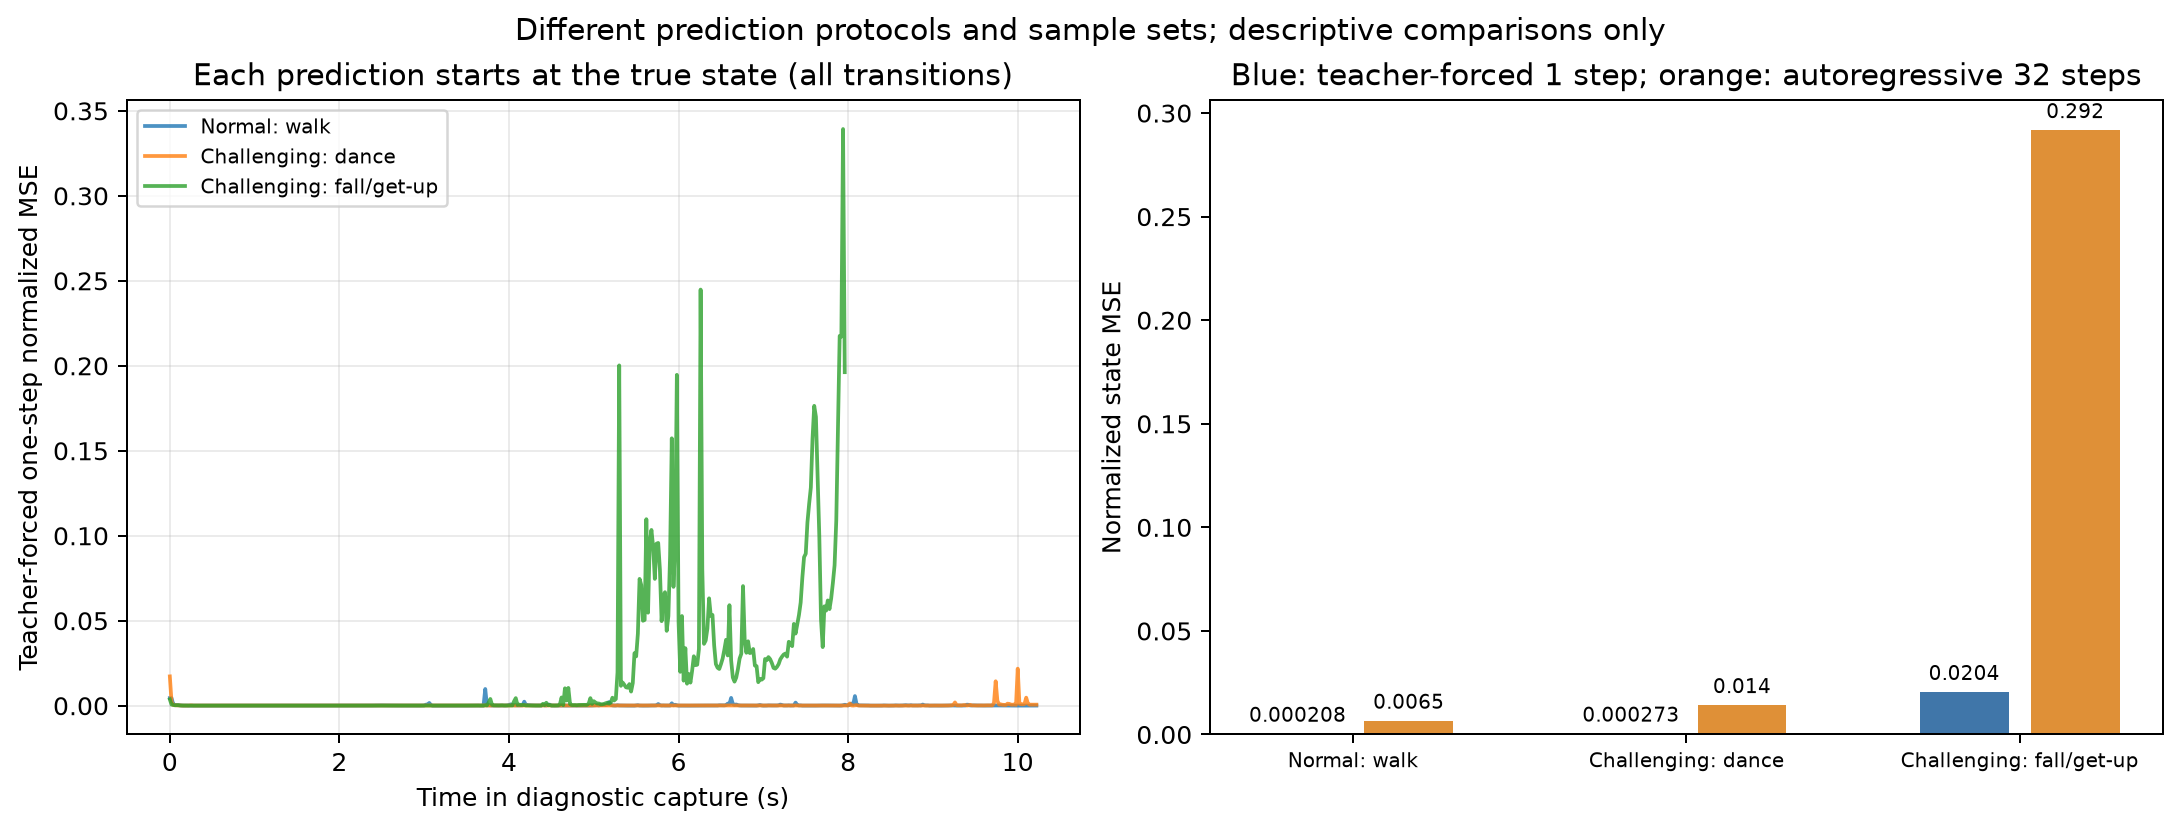 Different prediction protocols and sample sets; descriptive comparisons only
Each prediction starts at the true state (all transitions)
Teacher-forced one-step normalized MSE
0.35
0.30
0.25
0.20
0.15
0.10
0.05
0.00
Normal: walk
Challenging: dance
Challenging: fall/get-up
0
2
4
6
8
10
Time in diagnostic capture (s)
Blue: teacher-forced 1 step; orange: autoregressive 32 steps
Normalized state MSE
0.30
0.25
0.20
0.15
0.10
0.05
0.00
0.000208
0.0065
0.000273
0.014
0.0204
0.292
Normal: walk
Challenging: dance
Challenging: fall/get-up